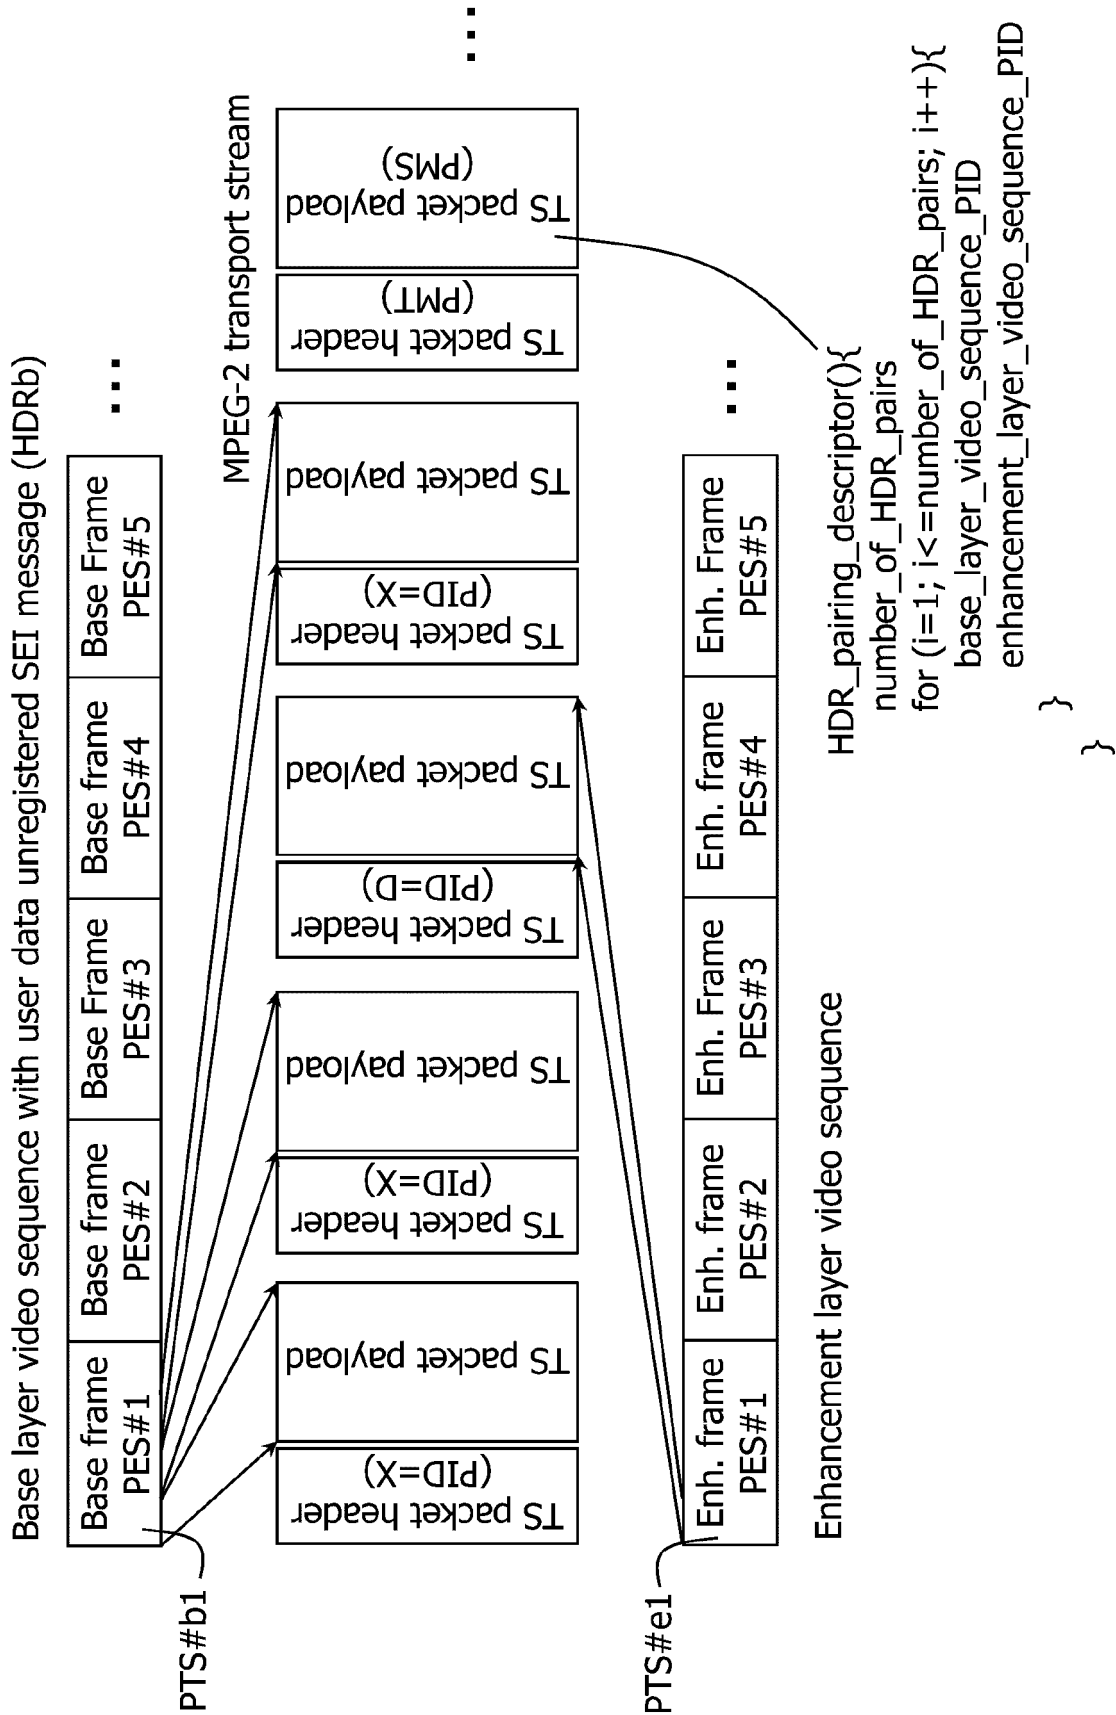 Base layer video sequence with user data unregistered SEI message (HDRb)
Base frame
PES#1
Base frame
PES#2
Base Frame
PES#3
Base frame
PES#4
Base Frame
PES#5
...
PTS#b1
MPEG-2 transport stream
TS packet header
(PID=X)
TS packet payload
TS packet header
(PID=X)
TS packet payload
TS packet header
(PID=D)
TS packet payload
TS packet header
(PID=X)
TS packet payload
TS packet header
(PMT)
TS packet payload
(PMS)
...
PTS#e1
Enh. frame
PES#1
Enh. frame
PES#2
Enh. Frame
PES#3
Enh. frame
PES#4
Enh. Frame
PES#5
...
Enhancement layer video sequence
HDR_pairing_descriptor(){
number_of_HDR_pairs
for (i=1; i<=number_of_HDR_pairs; i++){
base_layer_video_sequence_PID
enhancement_layer_video_sequence_PID
}
}